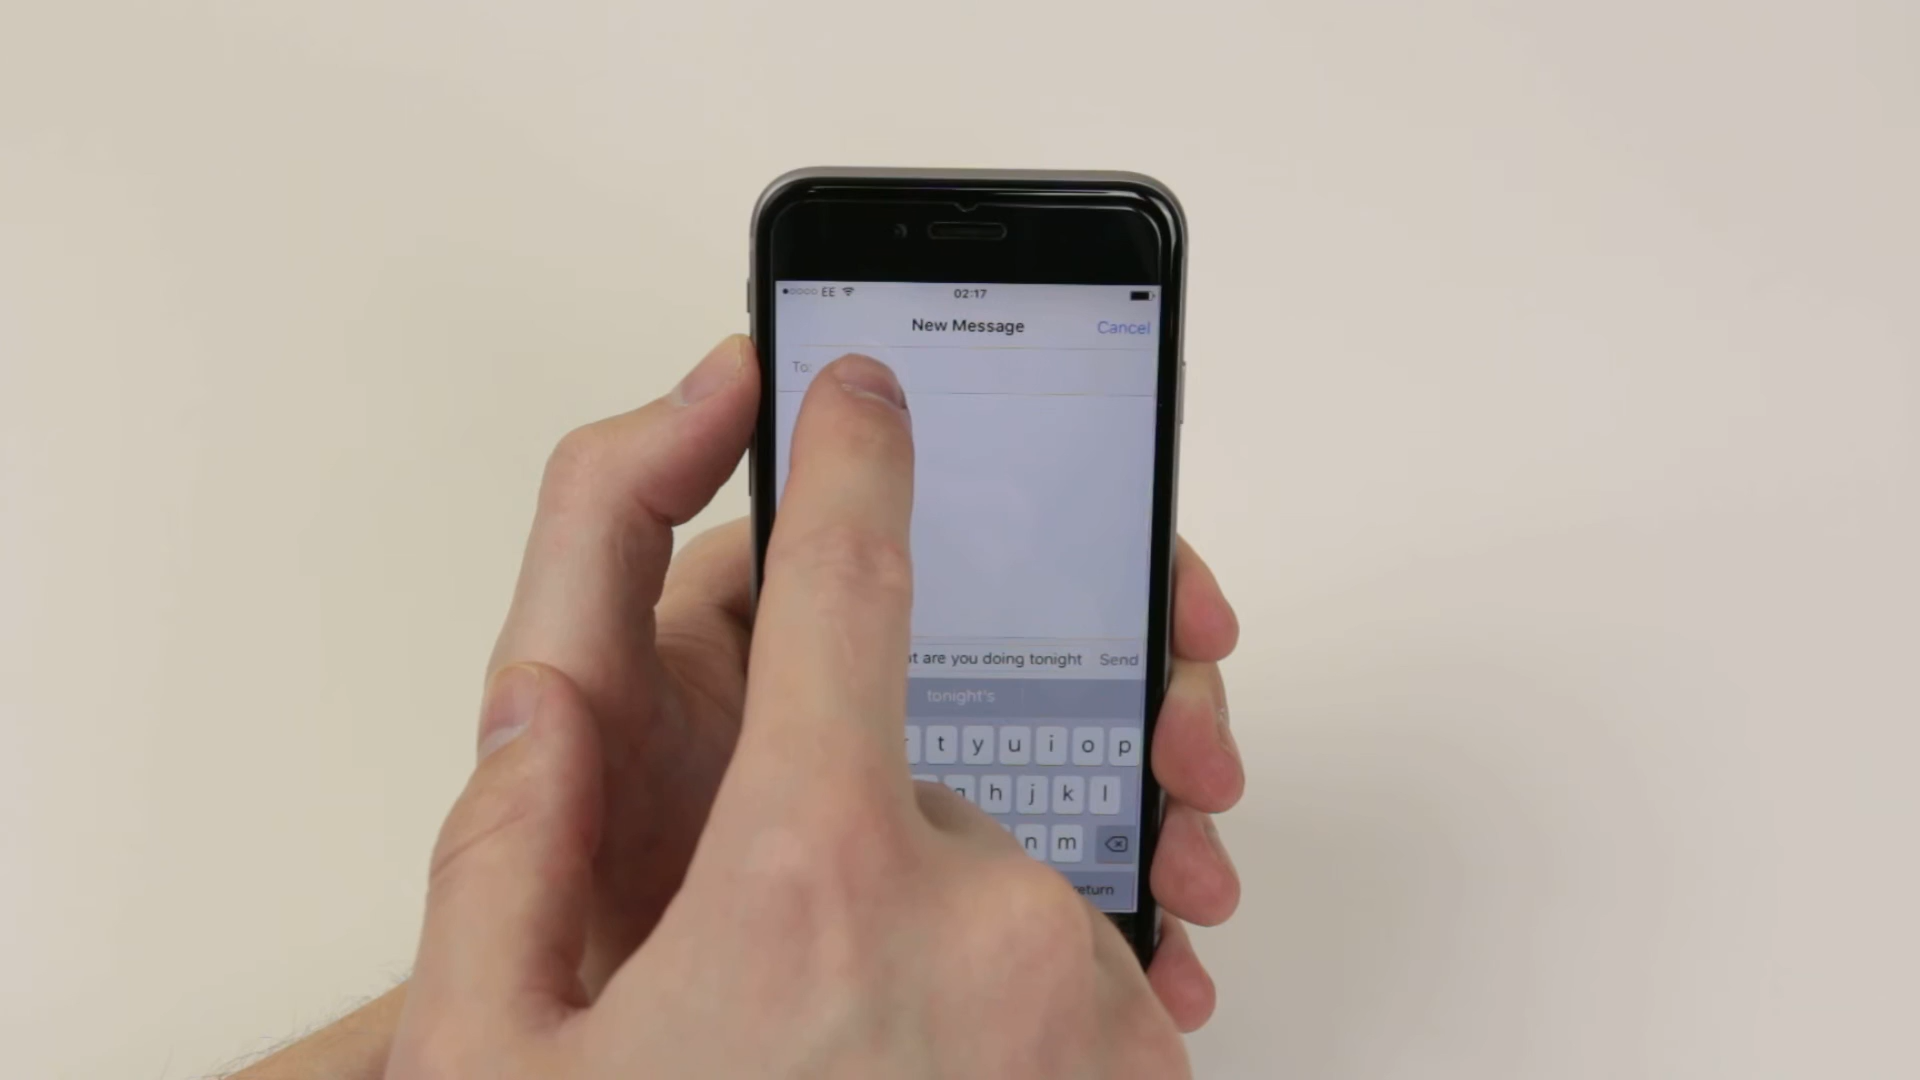 EE 02:17
New Message Cancel
To:
are you doing tonight Send
tonight's
t y u i o p
h j k l
n m
return